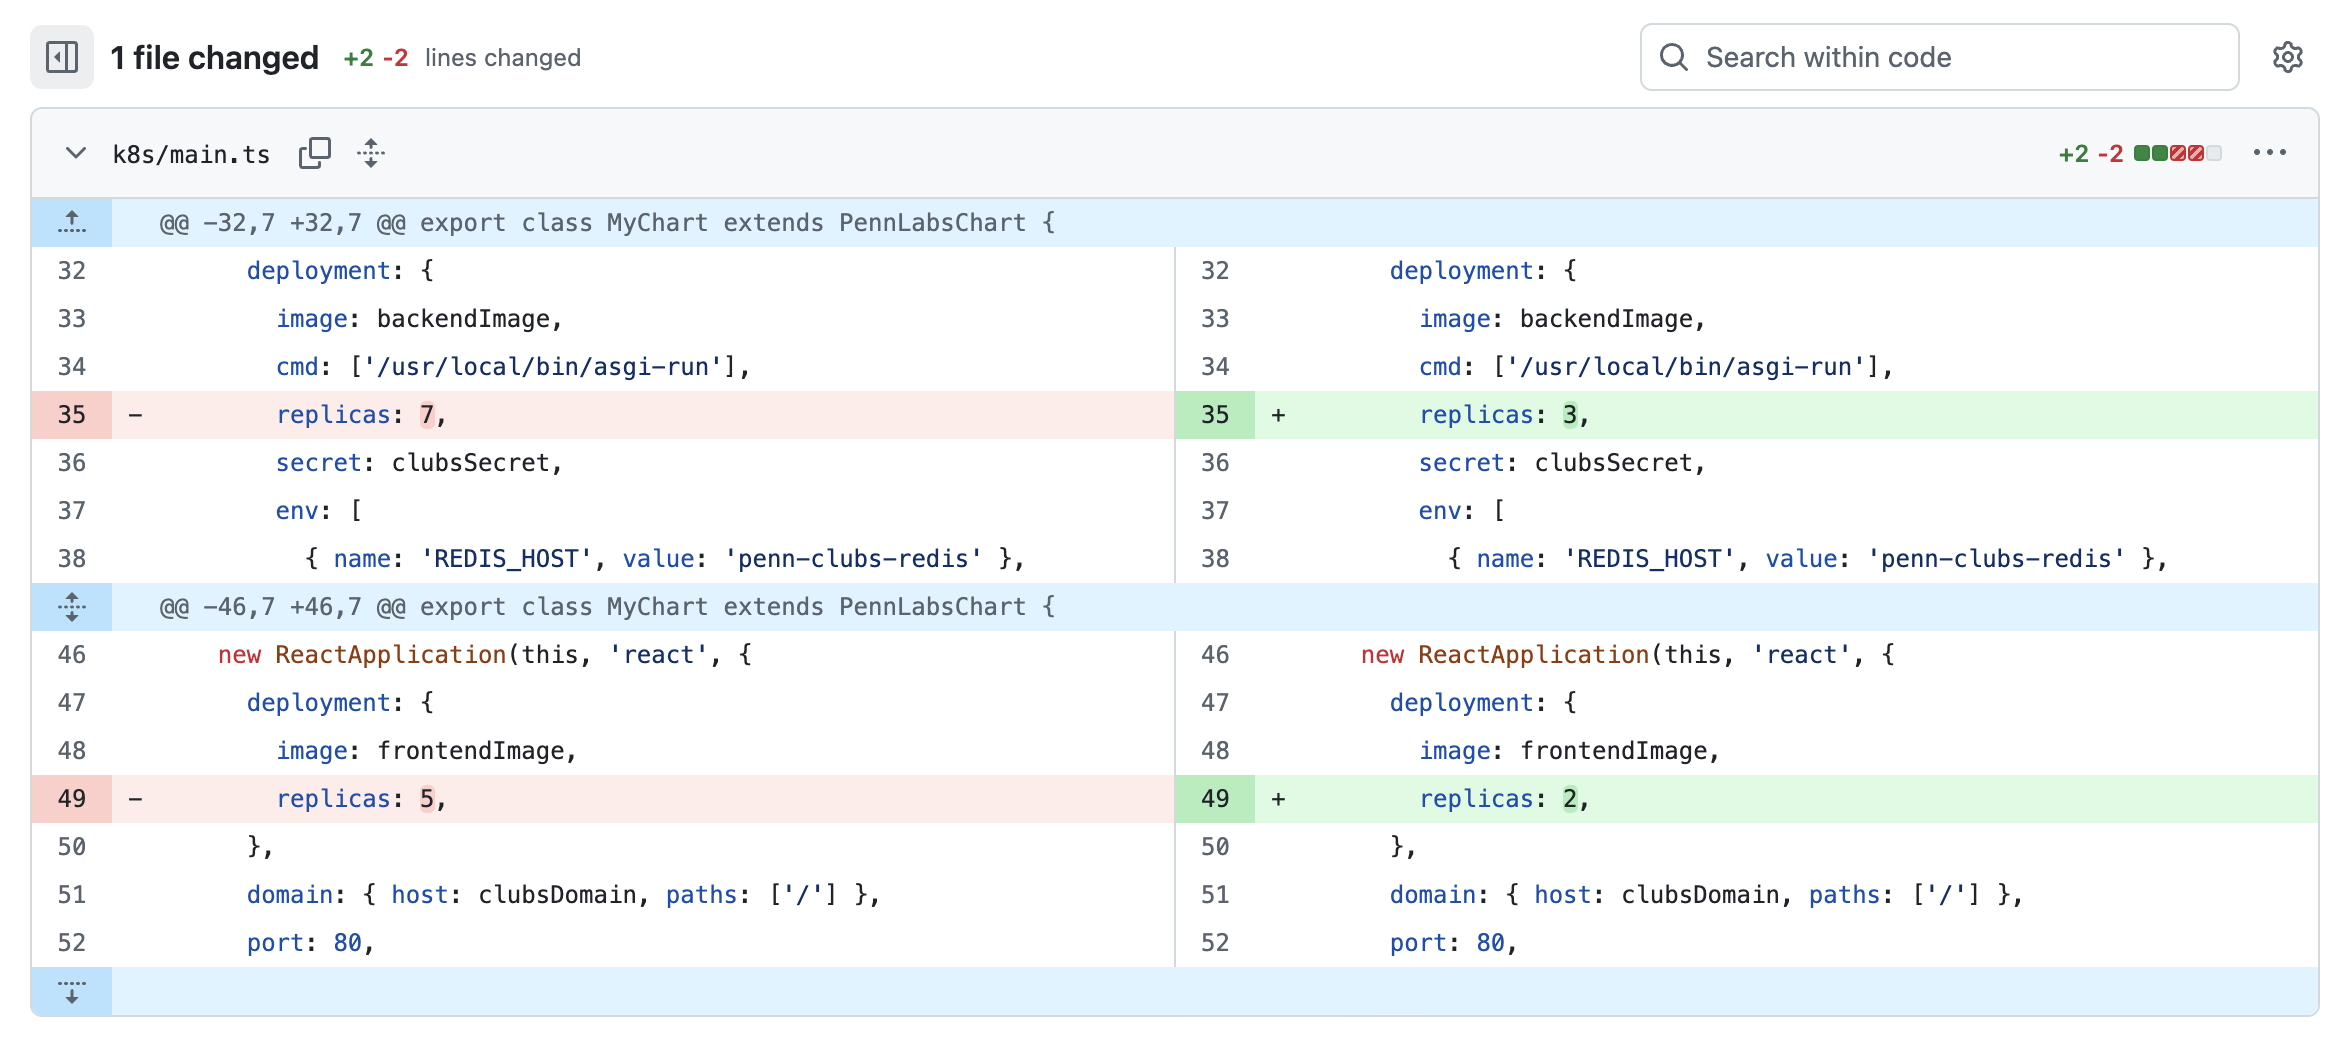 1 file changed +2 -2 lines changed
Search within code
k8s/main.ts
+2 -2
@@ -32,7 +32,7 @@ export class MyChart extends PennLabsChart {
32 deployment: { 32 deployment: {
33 image: backendImage, 33 image: backendImage,
34 cmd: ['/usr/local/bin/asgi-run'], 34 cmd: ['/usr/local/bin/asgi-run'],
35 - replicas: 7, 35 + replicas: 3,
36 secret: clubsSecret, 36 secret: clubsSecret,
37 env: [ 37 env: [
38 { name: 'REDIS_HOST', value: 'penn-clubs-redis' }, 38 { name: 'REDIS_HOST', value: 'penn-clubs-redis' },
@@ -46,7 +46,7 @@ export class MyChart extends PennLabsChart {
46 new ReactApplication(this, 'react', { 46 new ReactApplication(this, 'react', {
47 deployment: { 47 deployment: {
48 image: frontendImage, 48 image: frontendImage,
49 - replicas: 5, 49 + replicas: 2,
50 }, 50 },
51 domain: { host: clubsDomain, paths: ['/'] }, 51 domain: { host: clubsDomain, paths: ['/'] },
52 port: 80, 52 port: 80,